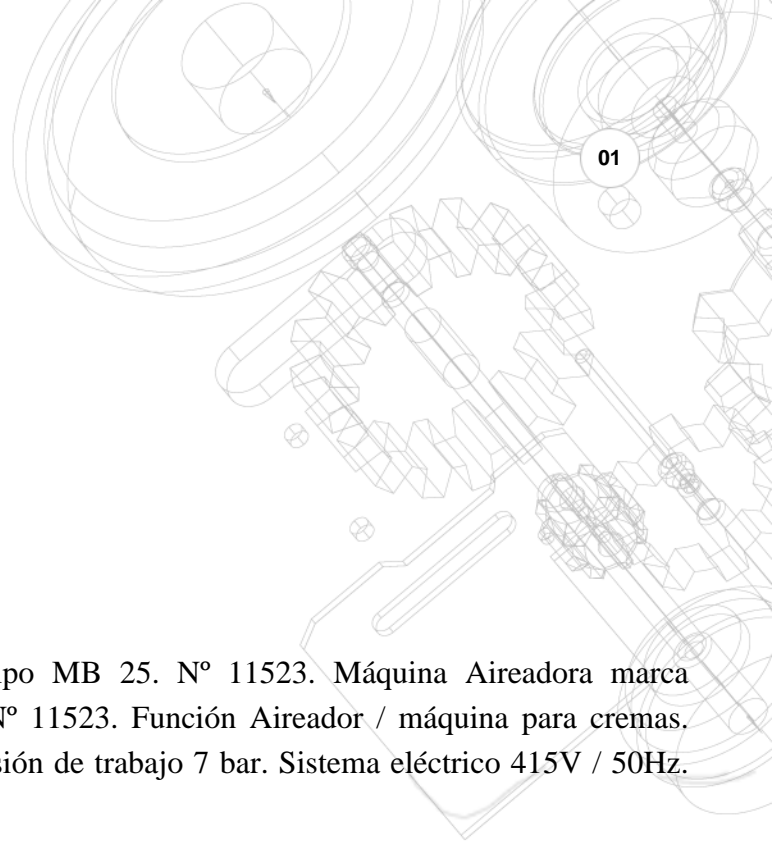 01
ipo MB 25. Nº 11523. Máquina Aireadora marca
Nº 11523. Función Aireador / máquina para cremas.
sión de trabajo 7 bar. Sistema eléctrico 415V / 50Hz.